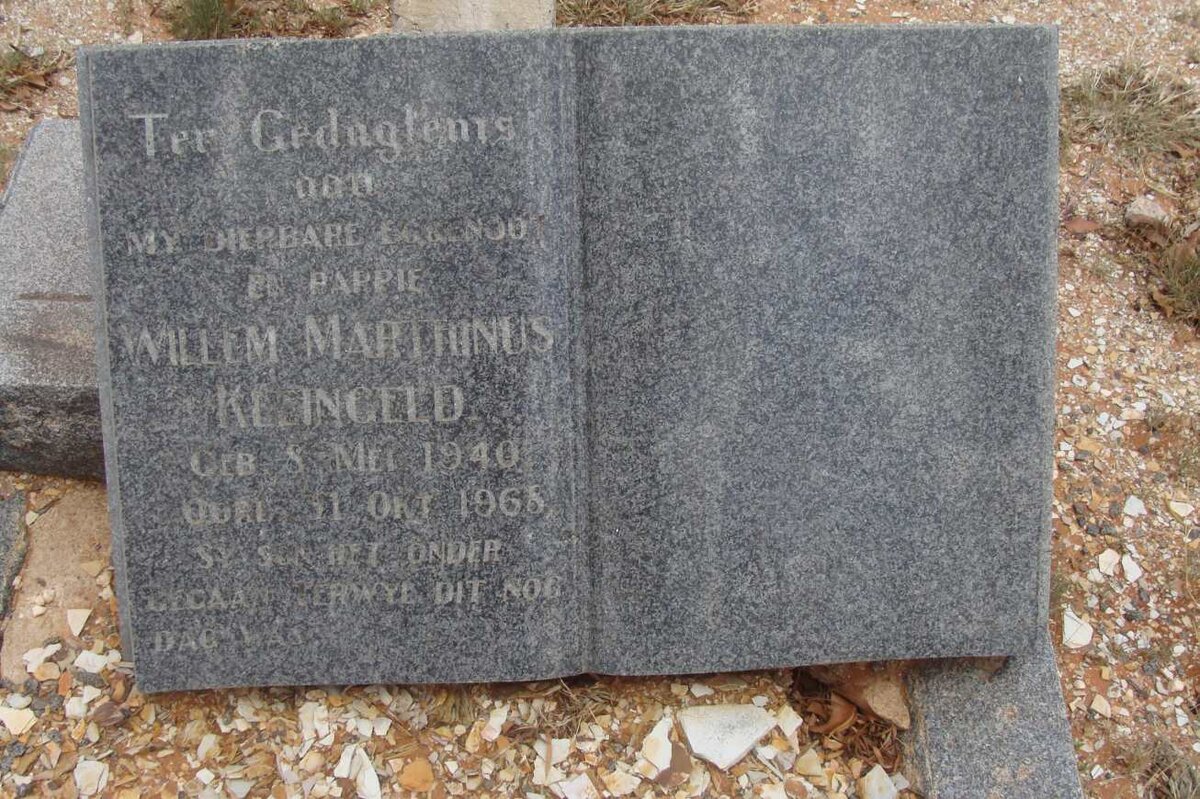 Ter Gedagtenis
aan
MY DIERBARE EGGENOOT
EN PAPPIE
WILLEM MARTHINUS
KLEINGELD
GEB. 8 MEI 1940
OORL. 31 OKT. 1968
SY SON HET ONDER
GEGAAN TERWYL DIT NOG
DAG WAS